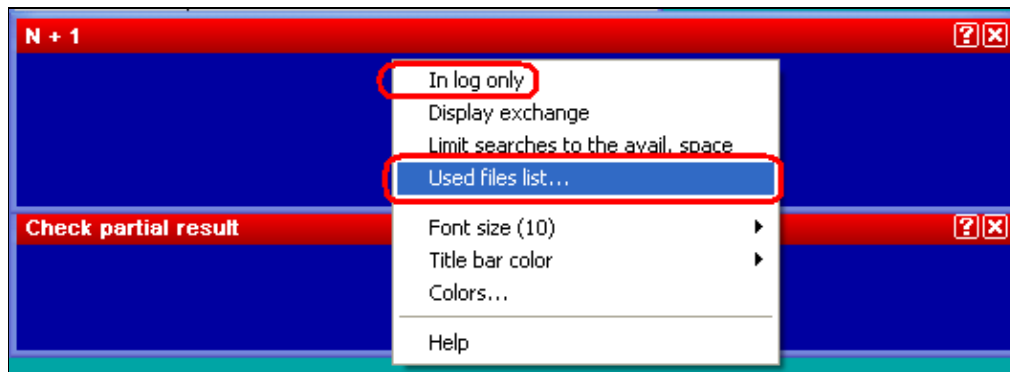 N + 1
In log only
Display exchange
Limit searches to the avail. space
Used files list...
Check partial result
Font size (10)
Title bar color
Colors...
Help